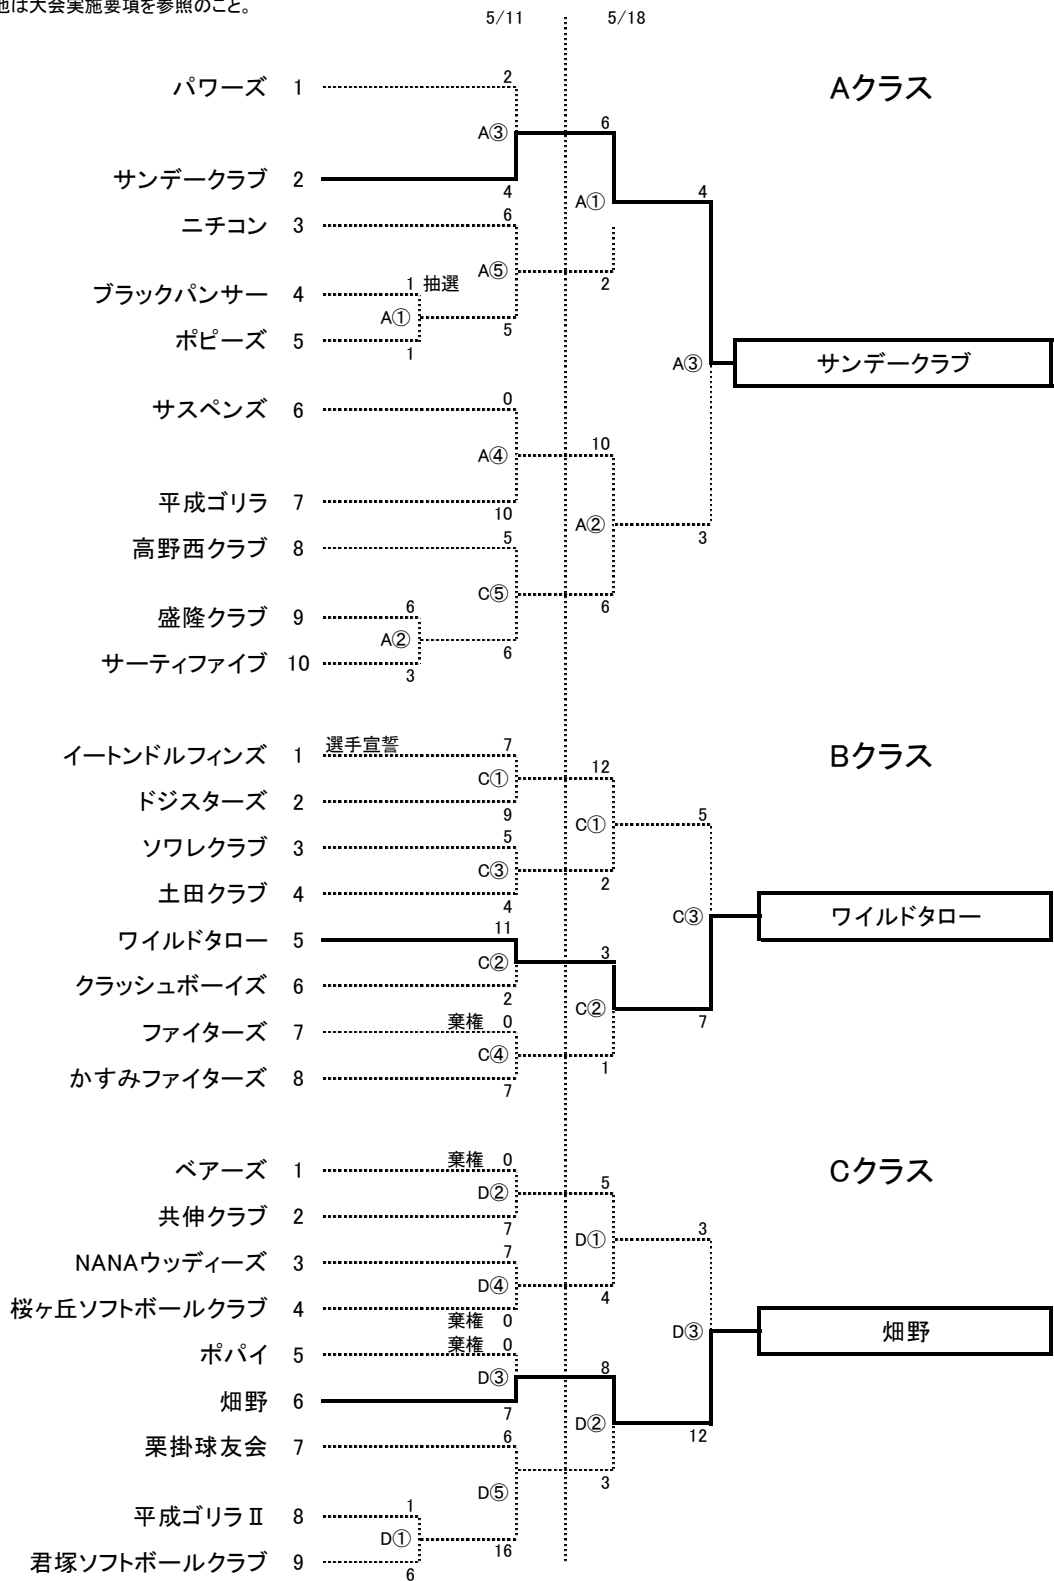 他は大会実施要項を参照のこと。
5/11 5/18
Aクラス
パワーズ 1 2
A③ 6
サンデークラブ 2 4
A① 4
ニチコン 3 6
A⑤ 2
ブラックパンサー 4 1 抽選
A① 5
ポピーズ 5 1
A③ サンデークラブ
サスペンズ 6 0
A④ 10
平成ゴリラ 7 10
A② 3
高野西クラブ 8 5
C⑤ 6
盛隆クラブ 9 6
A② 6
サーティファイブ 10 3
Bクラス
イートンドルフィンズ 1 選手宣誓 7
C① 12
ドジスターズ 2 9
C① 5
ソワレクラブ 3 5
C③ 2
土田クラブ 4 4
C③ ワイルドタロー
ワイルドタロー 5 11
C② 3
クラッシュボーイズ 6 2
C② 7
ファイターズ 7 棄権 0
C④ 1
かすみファイターズ 8 7
Cクラス
ベアーズ 1 棄権 0
D② 5
共伸クラブ 2 7
D① 3
NANAウッディーズ 3 7
D④ 4
桜ヶ丘ソフトボールクラブ 4 棄権 0
D③ 畑野
ポパイ 5 棄権 0
D③ 8
畑野 6 7
D② 12
栗掛球友会 7 6
D⑤ 3
平成ゴリラⅡ 8 1
D① 16
君塚ソフトボールクラブ 9 6